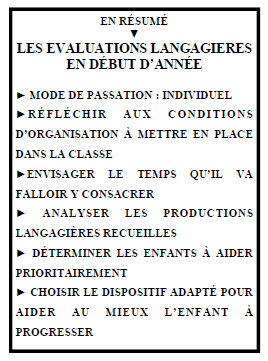 EN RÉSUMÉ
▼
LES EVALUATIONS LANGAGIERES
EN DÉBUT D'ANNÉE
► MODE DE PASSATION : INDIVIDUEL
►RÉFLÉCHIR AUX CONDITIONS
D'ORGANISATION À METTRE EN PLACE
DANS LA CLASSE
►ENVISAGER LE TEMPS QU'IL VA
FALLOIR Y CONSACRER
► ANALYSER LES PRODUCTIONS
LANGAGIÈRES RECUEILLES
► DÉTERMINER LES ENFANTS À AIDER
PRIORITAIREMENT
► CHOISIR LE DISPOSITIF ADAPTÉ POUR
AIDER AU MIEUX L'ENFANT À
PROGRESSER